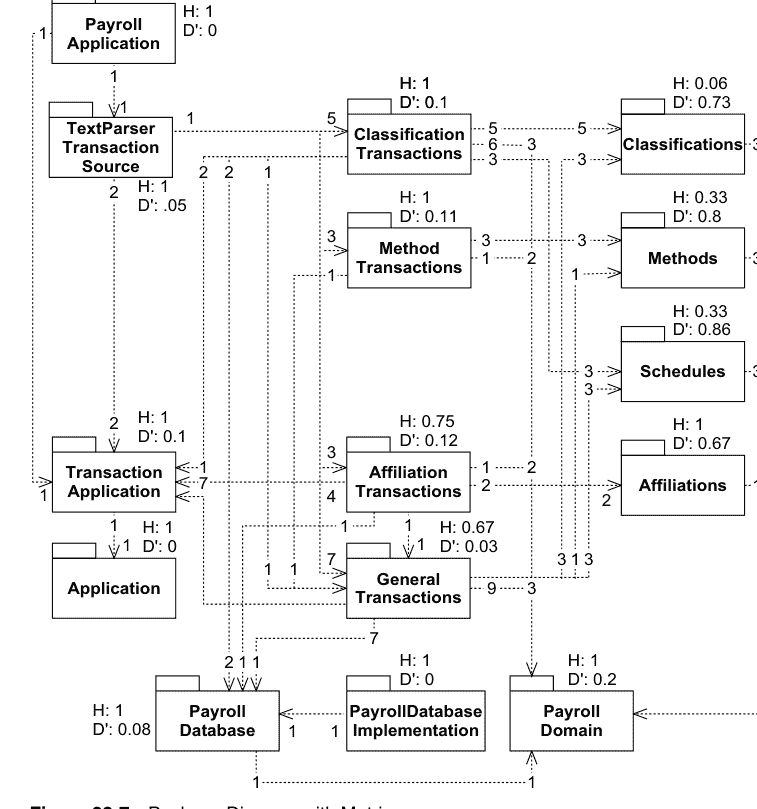 H: 1
D': 0
Payroll
Application
1
1
1
TextParser
Transaction
Source
1
H: 1
D': .05
2
H: 1
D': 0.1
5
Classification
Transactions
5
6
3
5
3
3
H: 0.06
D': 0.73
Classifications
3
2
2
1
H: 1
D': 0.11
3
Method
Transactions
1
3
1
3
2
1
H: 0.33
D': 0.8
Methods
3
H: 0.33
D': 0.86
3
3
Schedules
3
2
H: 1
D': 0.1
Transaction
Application
1
1
7
H: 0.75
D': 0.12
3
4
Affiliation
Transactions
1
2
2
2
H: 1
D': 0.67
Affiliations
1
1
1
H: 1
D': 0
Application
1
1
1
H: 0.67
D': 0.03
7
1
1
General
Transactions
9
3
3
1
3
7
2
1
1
H: 1
D': 0.08
Payroll
Database
1
1
H: 1
D': 0
PayrollDatabase
Implementation
H: 1
D': 0.2
Payroll
Domain
1
1